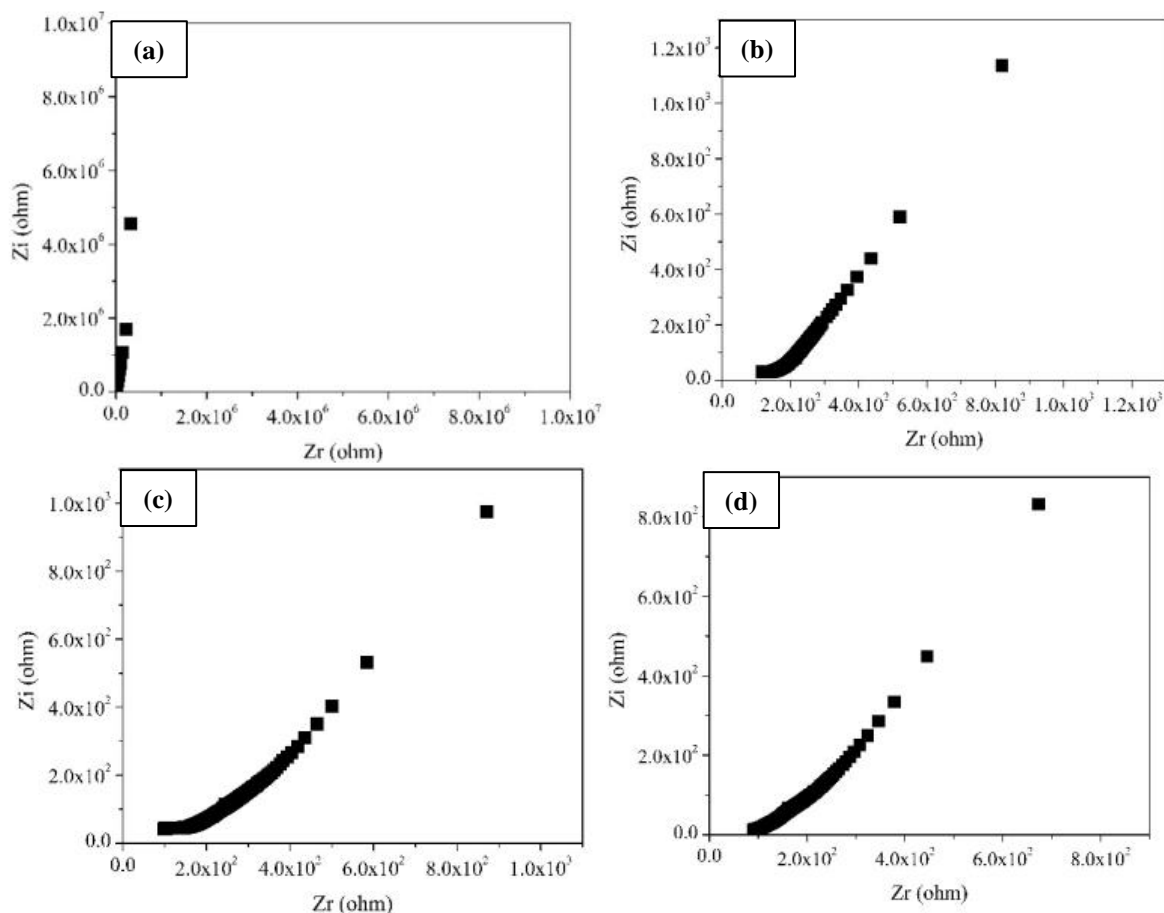 (a)
1.0x10⁷
8.0x10⁶
6.0x10⁶
4.0x10⁶
2.0x10⁶
0.0
Zi (ohm)
0.0 2.0x10⁶ 4.0x10⁶ 6.0x10⁶ 8.0x10⁶ 1.0x10⁷
Zr (ohm)
(b)
1.2x10³
1.0x10³
8.0x10²
6.0x10²
4.0x10²
2.0x10²
0.0
Zi (ohm)
0.0 2.0x10² 4.0x10² 6.0x10² 8.0x10² 1.0x10³ 1.2x10³
Zr (ohm)
(c)
1.0x10³
8.0x10²
6.0x10²
4.0x10²
2.0x10²
0.0
Zi (ohm)
0.0 2.0x10² 4.0x10² 6.0x10² 8.0x10² 1.0x10³
Zr (ohm)
(d)
8.0x10²
6.0x10²
4.0x10²
2.0x10²
0.0
Zi (ohm)
0.0 2.0x10² 4.0x10² 6.0x10² 8.0x10²
Zr (ohm)